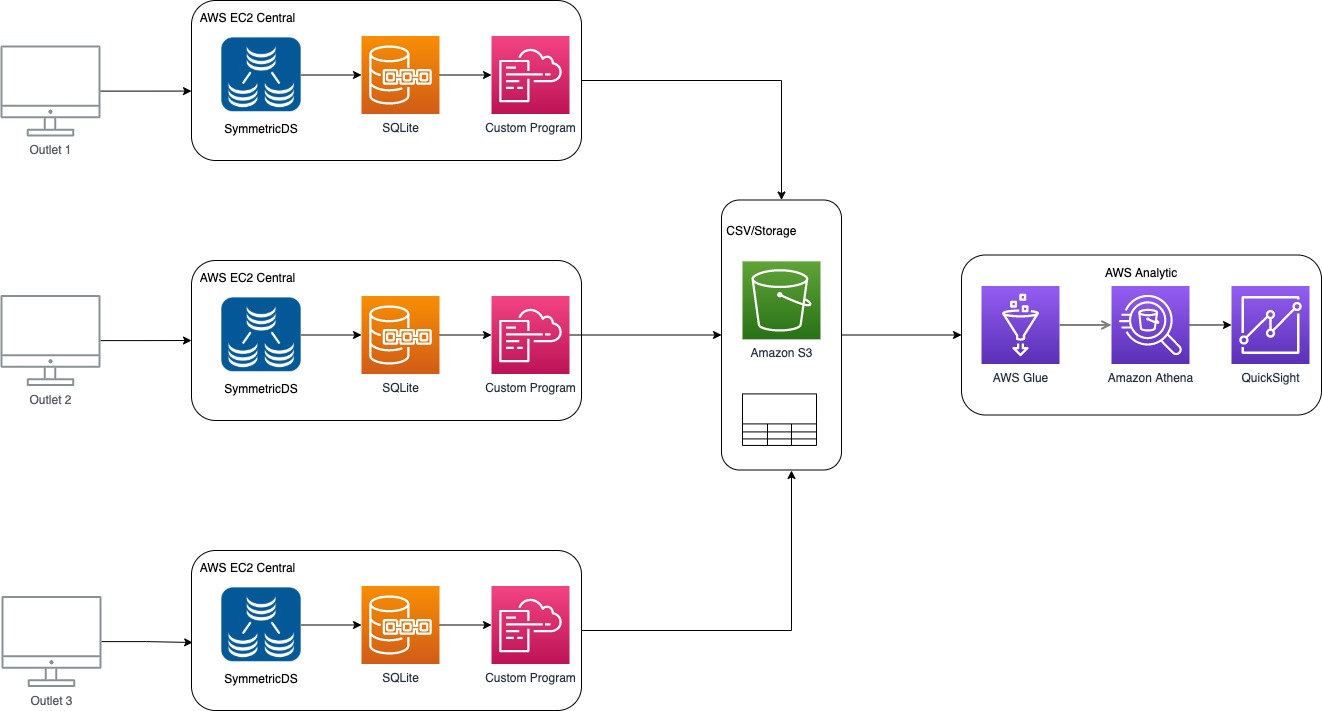 AWS EC2 Central
SymmetricDS
SQLite
Custom Program
Outlet 1
CSV/Storage
Amazon S3
AWS EC2 Central
SymmetricDS
SQLite
Custom Program
Outlet 2
AWS Analytic
AWS Glue
Amazon Athena
QuickSight
AWS EC2 Central
SymmetricDS
SQLite
Custom Program
Outlet 3